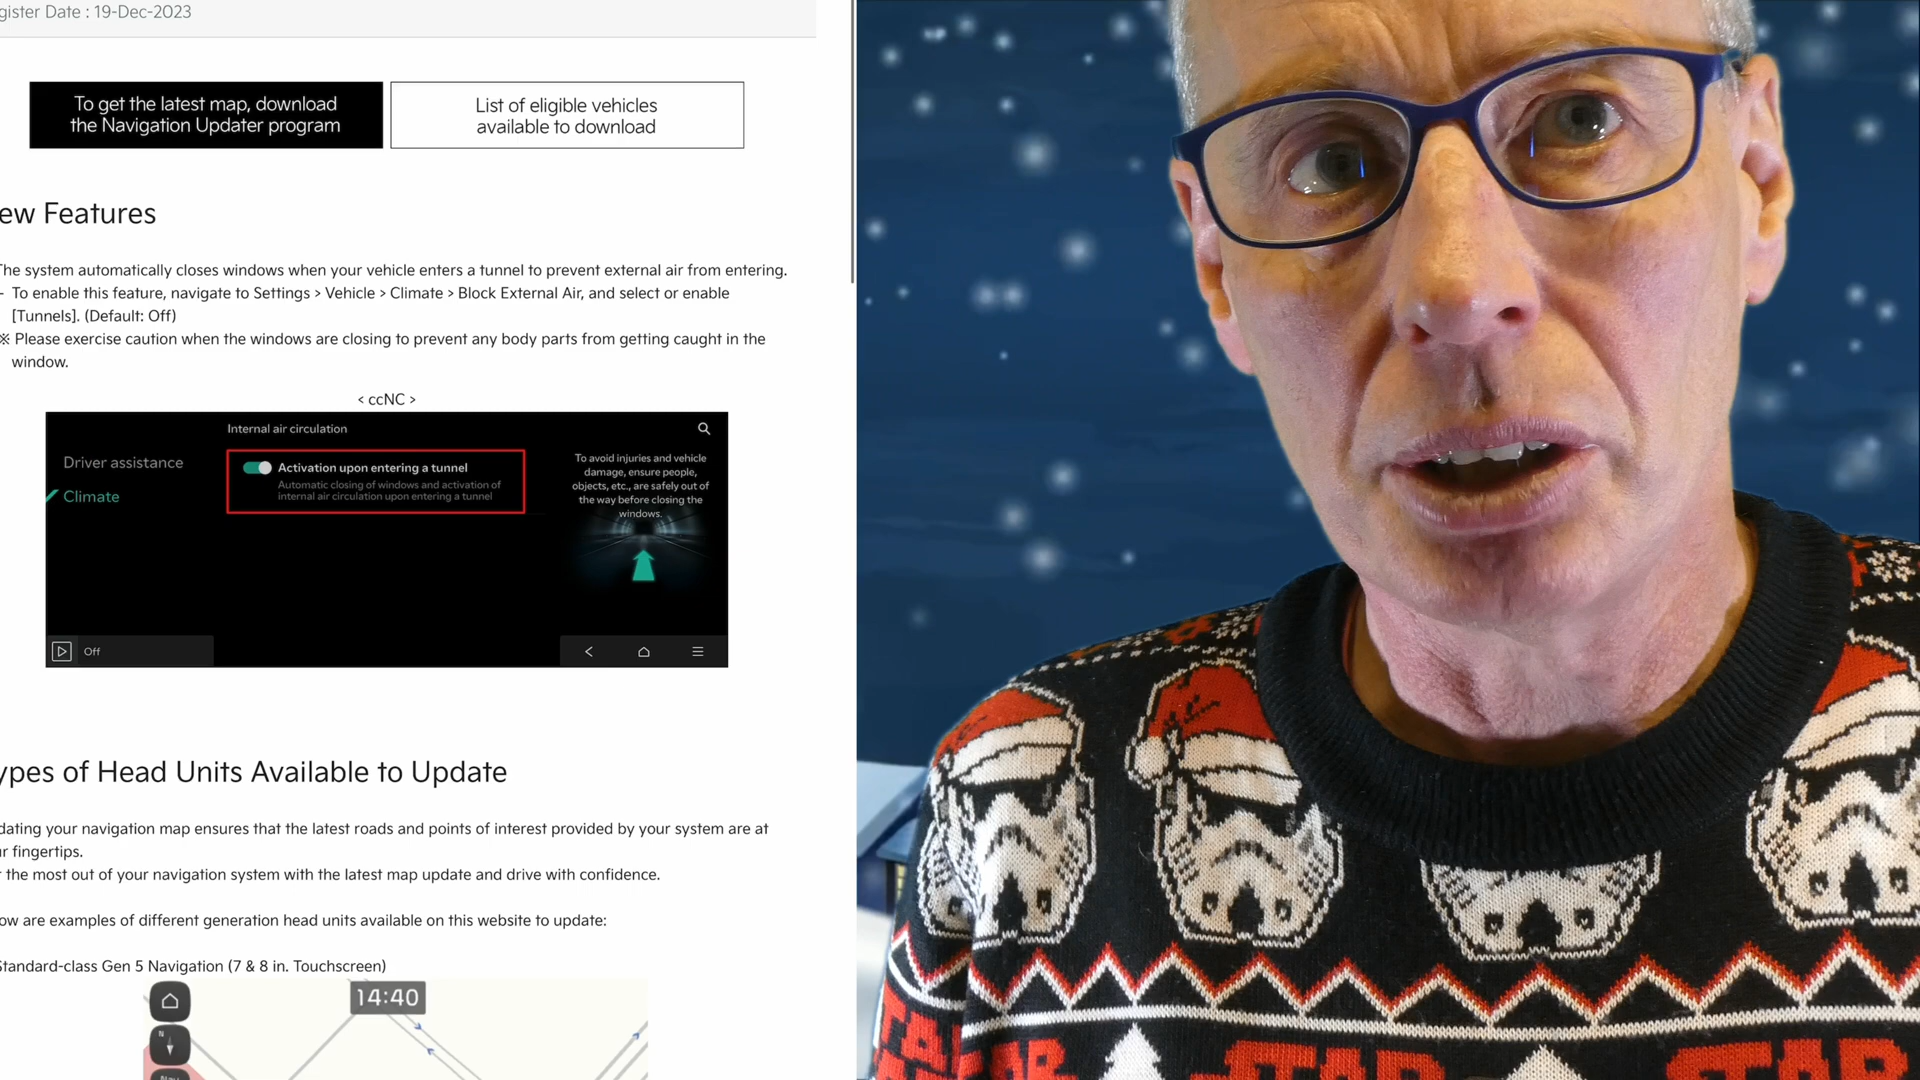 gister Date : 19-Dec-2023
To get the latest map, download
the Navigation Updater program
List of eligible vehicles
available to download
ew Features
The system automatically closes windows when your vehicle enters a tunnel to prevent external air from entering.
- To enable this feature, navigate to Settings > Vehicle > Climate > Block External Air, and select or enable
[Tunnels]. (Default: Off)
※ Please exercise caution when the windows are closing to prevent any body parts from getting caught in the
window.
< ccNC >
Internal air circulation
Driver assistance
Climate
Activation upon entering a tunnel
Automatic closing of windows and activation of
internal air circulation upon entering a tunnel
To avoid injuries and vehicle
damage, ensure people,
objects, etc., are safely out of
the way before closing the
windows.
Off
ypes of Head Units Available to Update
dating your navigation map ensures that the latest roads and points of interest provided by your system are at
r fingertips.
the most out of your navigation system with the latest map update and drive with confidence.
ow are examples of different generation head units available on this website to update:
Standard-class Gen 5 Navigation (7 & 8 in. Touchscreen)
14:40
N
STAR